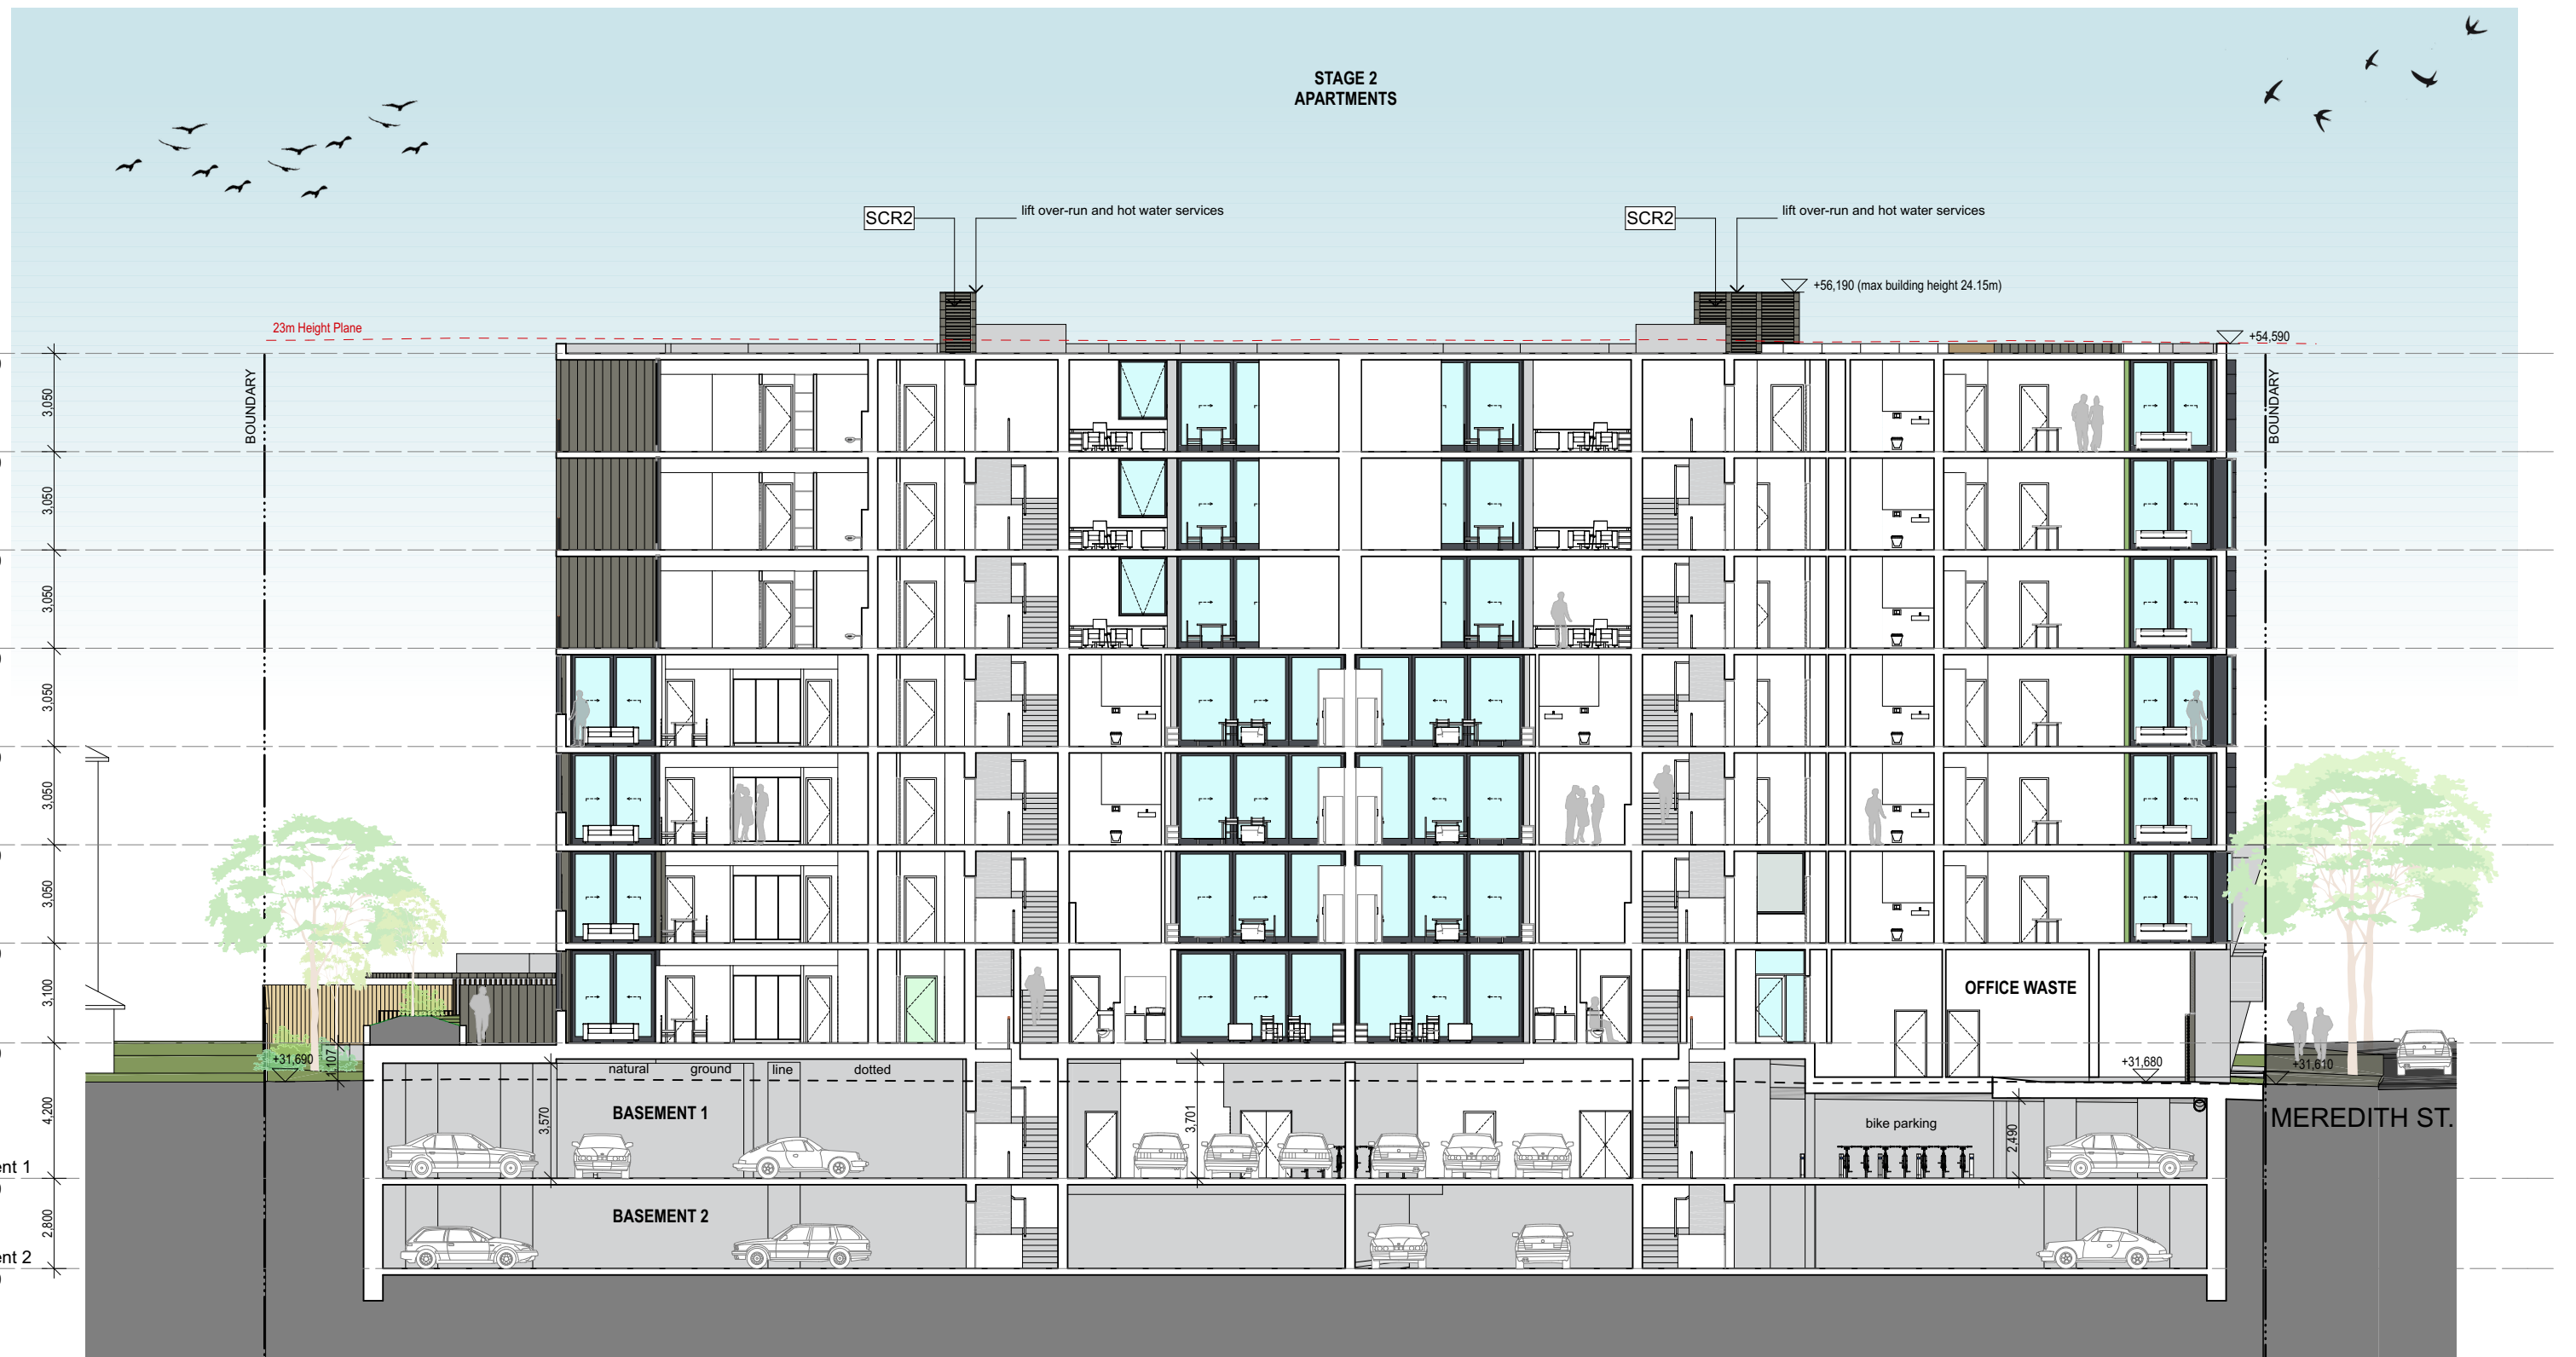 STAGE 2
APARTMENTS
SCR2
lift over-run and hot water services
SCR2
lift over-run and hot water services
+56,190 (max building height 24.15m)
23m Height Plane
+54,590
BOUNDARY
BOUNDARY
3,050
3,050
3,050
3,050
3,050
3,050
3,100
OFFICE WASTE
+31,690
1,107
natural ground line dotted
+31,680
+31,610
4,200
BASEMENT 1
3,570
3,701
bike parking
2,490
MEREDITH ST.
ent 1
2,800
BASEMENT 2
ent 2